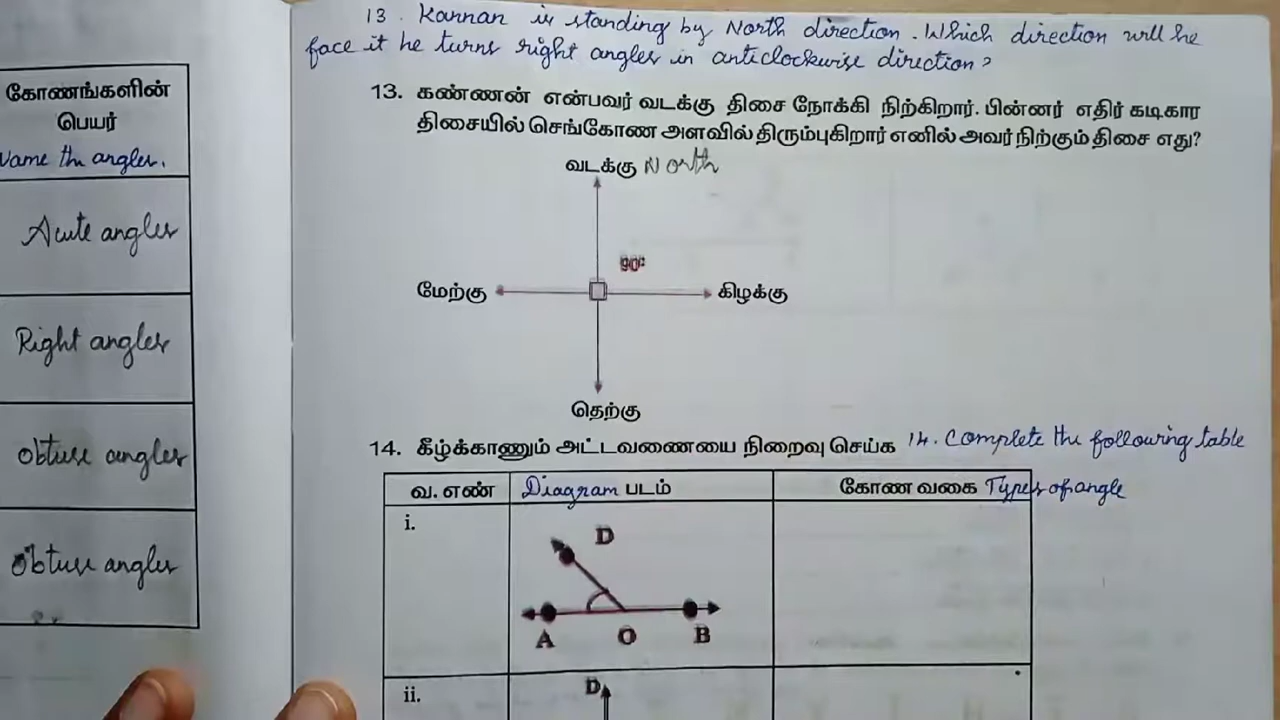 கோணங்களின்
பெயர்
Name the angles.
Acute angles
Right angles
obtuse angles
obtuse angles
13. Kannan is standing by North direction. Which direction will he
face it he turns right angles in anticlockwise direction?
13. கண்ணன் என்பவர் வடக்கு திசை நோக்கி நிற்கிறார். பின்னர் எதிர் கடிகார
திசையில் செங்கோண அளவில் திரும்புகிறார் எனில் அவர் நிற்கும் திசை எது?
வடக்கு North
90°
மேற்கு கிழக்கு
தெற்கு
14. கீழ்க்காணும் அட்டவணையை நிறைவு செய்க 14. Complete the following table
வ. எண் Diagram படம் கோண வகை Types of angle
i.
D
A O B
ii.
D